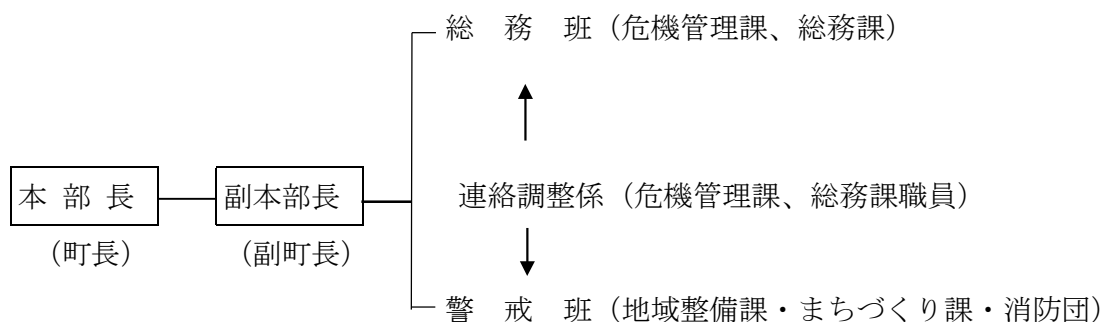 総　務　班（危機管理課、総務課）
本 部 長　副本部長　連絡調整係（危機管理課、総務課職員）
（町長）　（副町長）
警　戒　班（地域整備課・まちづくり課・消防団）